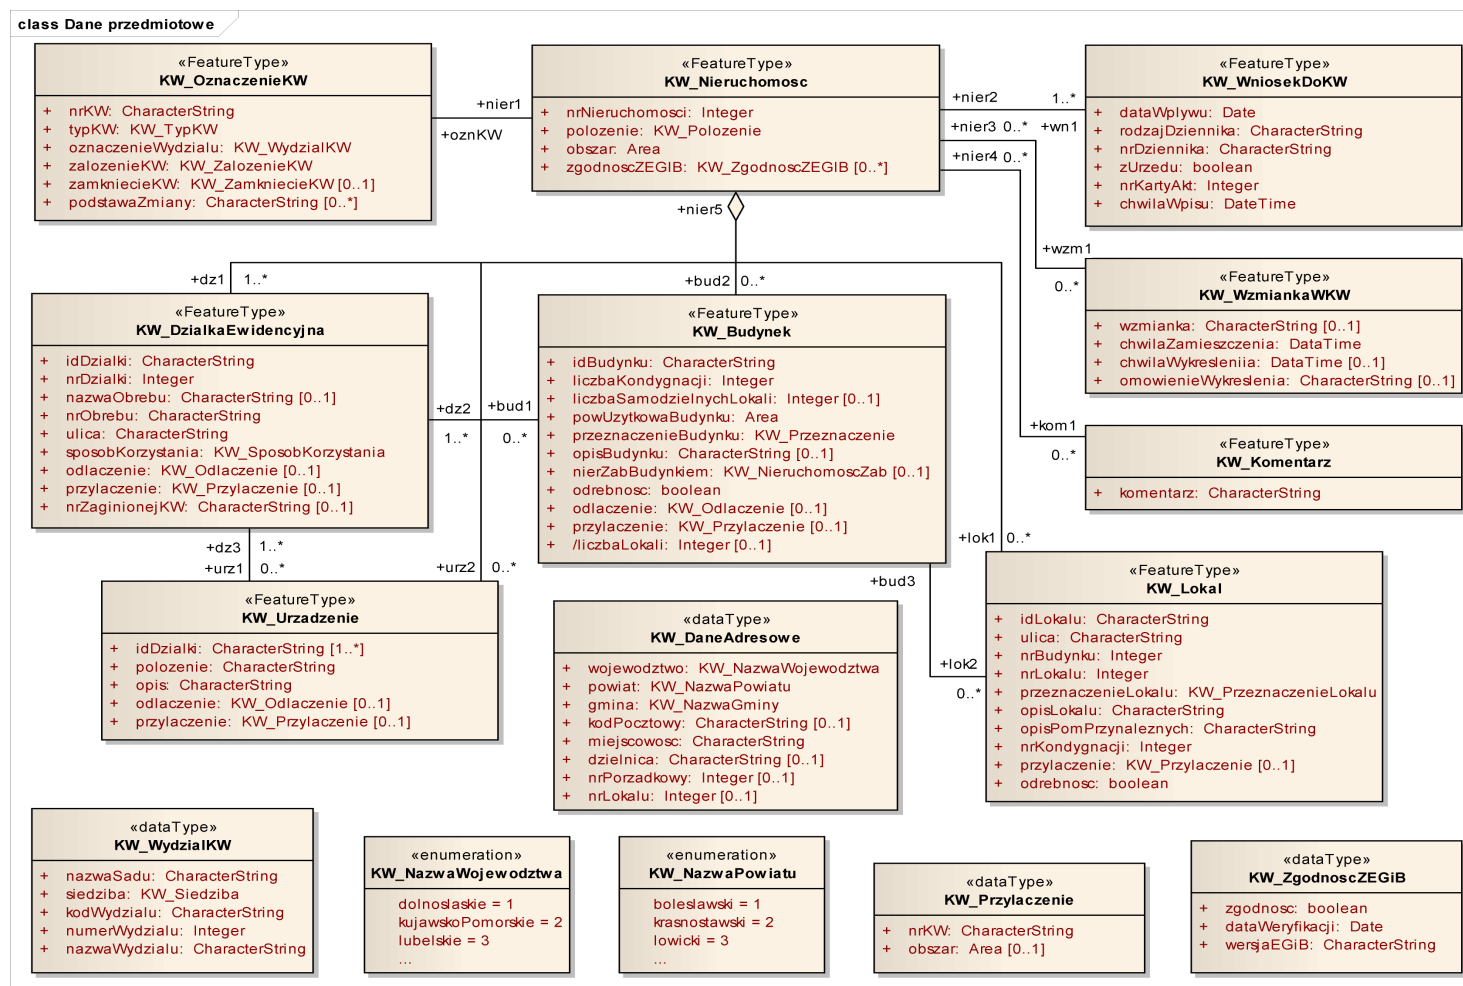 class Dane przedmiotowe
«FeatureType»
KW_OznaczenieKW
+ nrKW: CharacterString
+ typKW: KW_TypKW
+ oznaczenieWydzialu: KW_WydzialKW
+ zalozenieKW: KW_ZalozenieKW
+ zamkniecieKW: KW_ZamkniecieKW [0..1]
+ podstawaZmiany: CharacterString [0..*]
+nier1
+oznKW
«FeatureType»
KW_Nieruchomosc
+ nrNieruchomosci: Integer
+ polozenie: KW_Polozenie
+ obszar: Area
+ zgodnoscZEGIB: KW_ZgodnoscZEGIB [0..*]
+nier2
1..*
+nier3 0..*
+wn1
+nier4 0..*
«FeatureType»
KW_WniosekDoKW
+ dataWplywu: Date
+ rodzajDziennika: CharacterString
+ nrDziennika: CharacterString
+ zUrzedu: boolean
+ nrKartyAkt: Integer
+ chwilaWpisu: DateTime
+nier5
+wzm1
0..*
+dz1
1..*
+bud2
0..*
«FeatureType»
KW_WzmiankaWKW
+ wzmianka: CharacterString [0..1]
+ chwilaZamieszczenia: DataTime
+ chwilaWykresleniia: DataTime [0..1]
+ omowienieWykreslenia: CharacterString [0..1]
«FeatureType»
KW_DzialkaEwidencyjna
+ idDzialki: CharacterString
+ nrDzialki: Integer
+ nazwaObrebu: CharacterString [0..1]
+ nrObrebu: CharacterString
+ ulica: CharacterString
+ sposobKorzystania: KW_SposobKorzystania
+ odlaczenie: KW_Odlaczenie [0..1]
+ przylaczenie: KW_Przylaczenie [0..1]
+ nrZaginionejKW: CharacterString [0..1]
+dz2
+bud1
1..*
0..*
«FeatureType»
KW_Budynek
+ idBudynku: CharacterString
+ liczbaKondygnacji: Integer
+ liczbaSamodzielnychLokali: Integer [0..1]
+ powUzytkowaBudynku: Area
+ przeznaczenieBudynku: KW_Przeznaczenie
+ opisBudynku: CharacterString [0..1]
+ nierZabBudynkiem: KW_NieruchomoscZab [0..1]
+ odrebnosc: boolean
+ odlaczenie: KW_Odlaczenie [0..1]
+ przylaczenie: KW_Przylaczenie [0..1]
+ /liczbaLokali: Integer [0..1]
+kom1
0..*
«FeatureType»
KW_Komentarz
+ komentarz: CharacterString
+dz3
1..*
+urz1
0..*
+urz2
0..*
+lok1
0..*
+bud3
+lok2
0..*
«FeatureType»
KW_Urzadzenie
+ idDzialki: CharacterString [1..*]
+ polozenie: CharacterString
+ opis: CharacterString
+ odlaczenie: KW_Odlaczenie [0..1]
+ przylaczenie: KW_Przylaczenie [0..1]
«dataType»
KW_DaneAdresowe
+ wojewodztwo: KW_NazwaWojewodztwa
+ powiat: KW_NazwaPowiatu
+ gmina: KW_NazwaGminy
+ kodPocztowy: CharacterString [0..1]
+ miejscowosc: CharacterString
+ dzielnica: CharacterString [0..1]
+ nrPorzadkowy: Integer [0..1]
+ nrLokalu: Integer [0..1]
«FeatureType»
KW_Lokal
+ idLokalu: CharacterString
+ ulica: CharacterString
+ nrBudynku: Integer
+ nrLokalu: Integer
+ przeznaczenieLokalu: KW_PrzeznaczenieLokalu
+ opisLokalu: CharacterString
+ opisPomPrzynaleznych: CharacterString
+ nrKondygnacji: Integer
+ przylaczenie: KW_Przylaczenie [0..1]
+ odrebnosc: boolean
«dataType»
KW_WydzialKW
+ nazwaSadu: CharacterString
+ siedziba: KW_Siedziba
+ kodWydzialu: CharacterString
+ numerWydzialu: Integer
+ nazwaWydzialu: CharacterString
«enumeration»
KW_NazwaWojewodztwa
dolnoslaskie = 1
kujawskoPomorskie = 2
lubelskie = 3
...
«enumeration»
KW_NazwaPowiatu
boleslawski = 1
krasnostawski = 2
lowicki = 3
...
«dataType»
KW_Przylaczenie
+ nrKW: CharacterString
+ obszar: Area [0..1]
«dataType»
KW_ZgodnoscZEGiB
+ zgodnosc: boolean
+ dataWeryfikacji: Date
+ wersjaEGiB: CharacterString